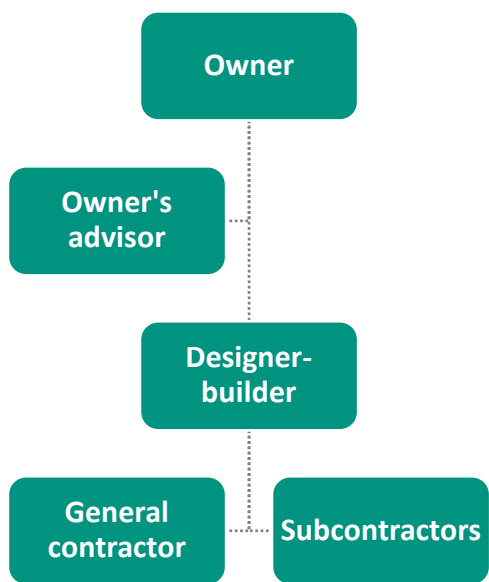 Owner
Owner's
advisor
Designer-
builder
General
contractor
Subcontractors